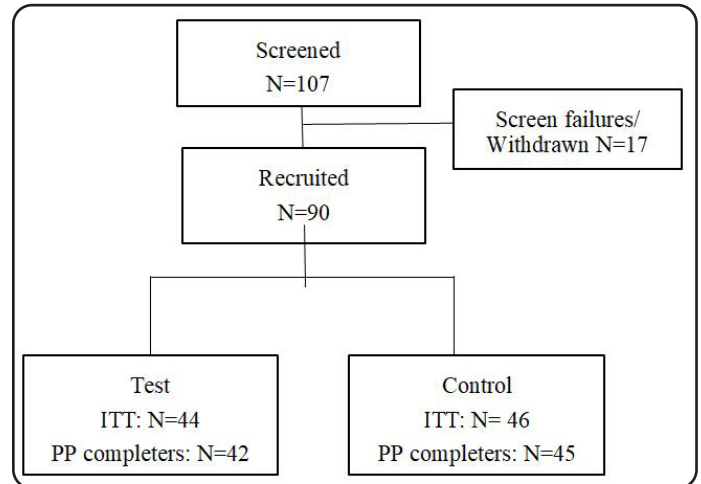 Screened
N=107
Screen failures/
Withdrawn N=17
Recruited
N=90
Test
ITT: N=44
PP completers: N=42
Control
ITT: N= 46
PP completers: N=45